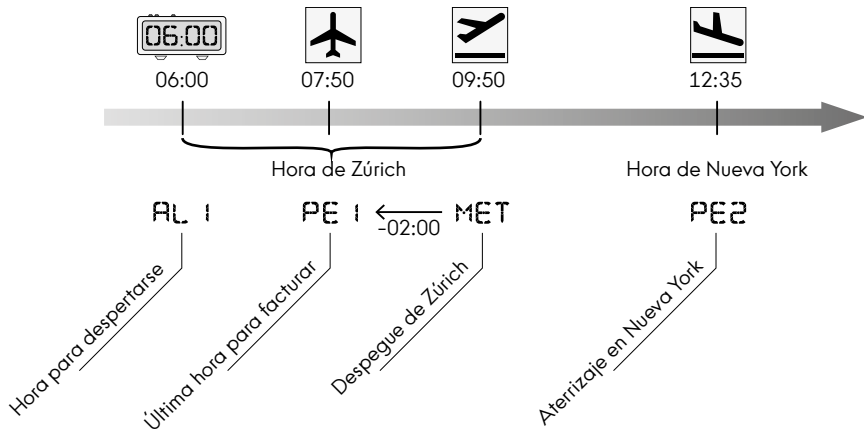 06:00
06:00 07:50 09:50 12:35
Hora de Zúrich Hora de Nueva York
AL 1 PE 1 MET PE2
-02:00
Hora para despertarse
Última hora para facturar
Despegue de Zúrich
Aterrizaje en Nueva York